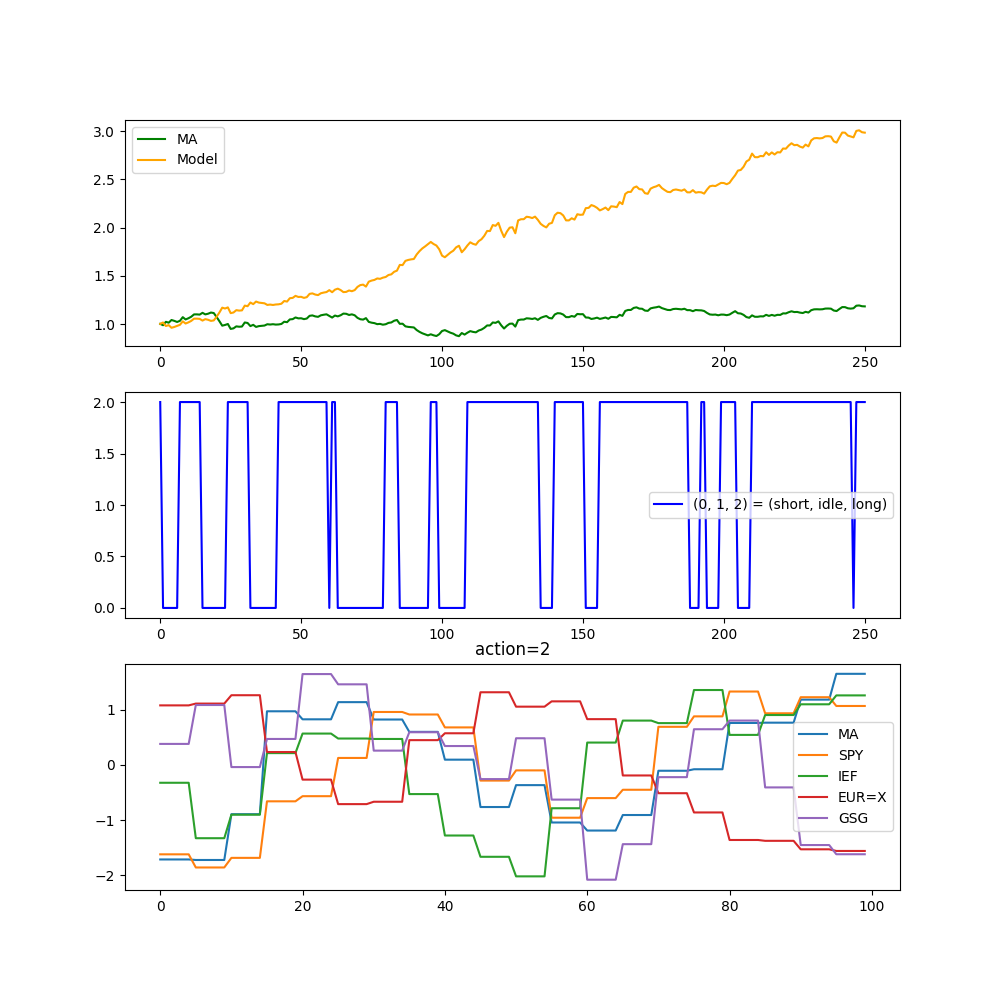 3.0
2.5
2.0
1.5
1.0
MA
Model
0 50 100 150 200 250
2.0
1.5
1.0
0.5
0.0
(0, 1, 2) = (short, idle, long)
0 50 100 150 200 250
action=2
1
0
−1
−2
MA
SPY
IEF
EUR=X
GSG
0 20 40 60 80 100